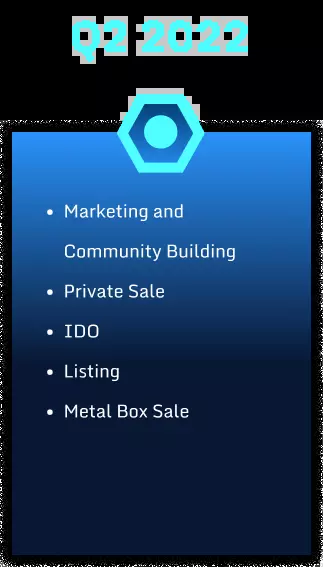 Q2 2022
• Marketing and
Community Building
• Private Sale
• IDO
• Listing
• Metal Box Sale